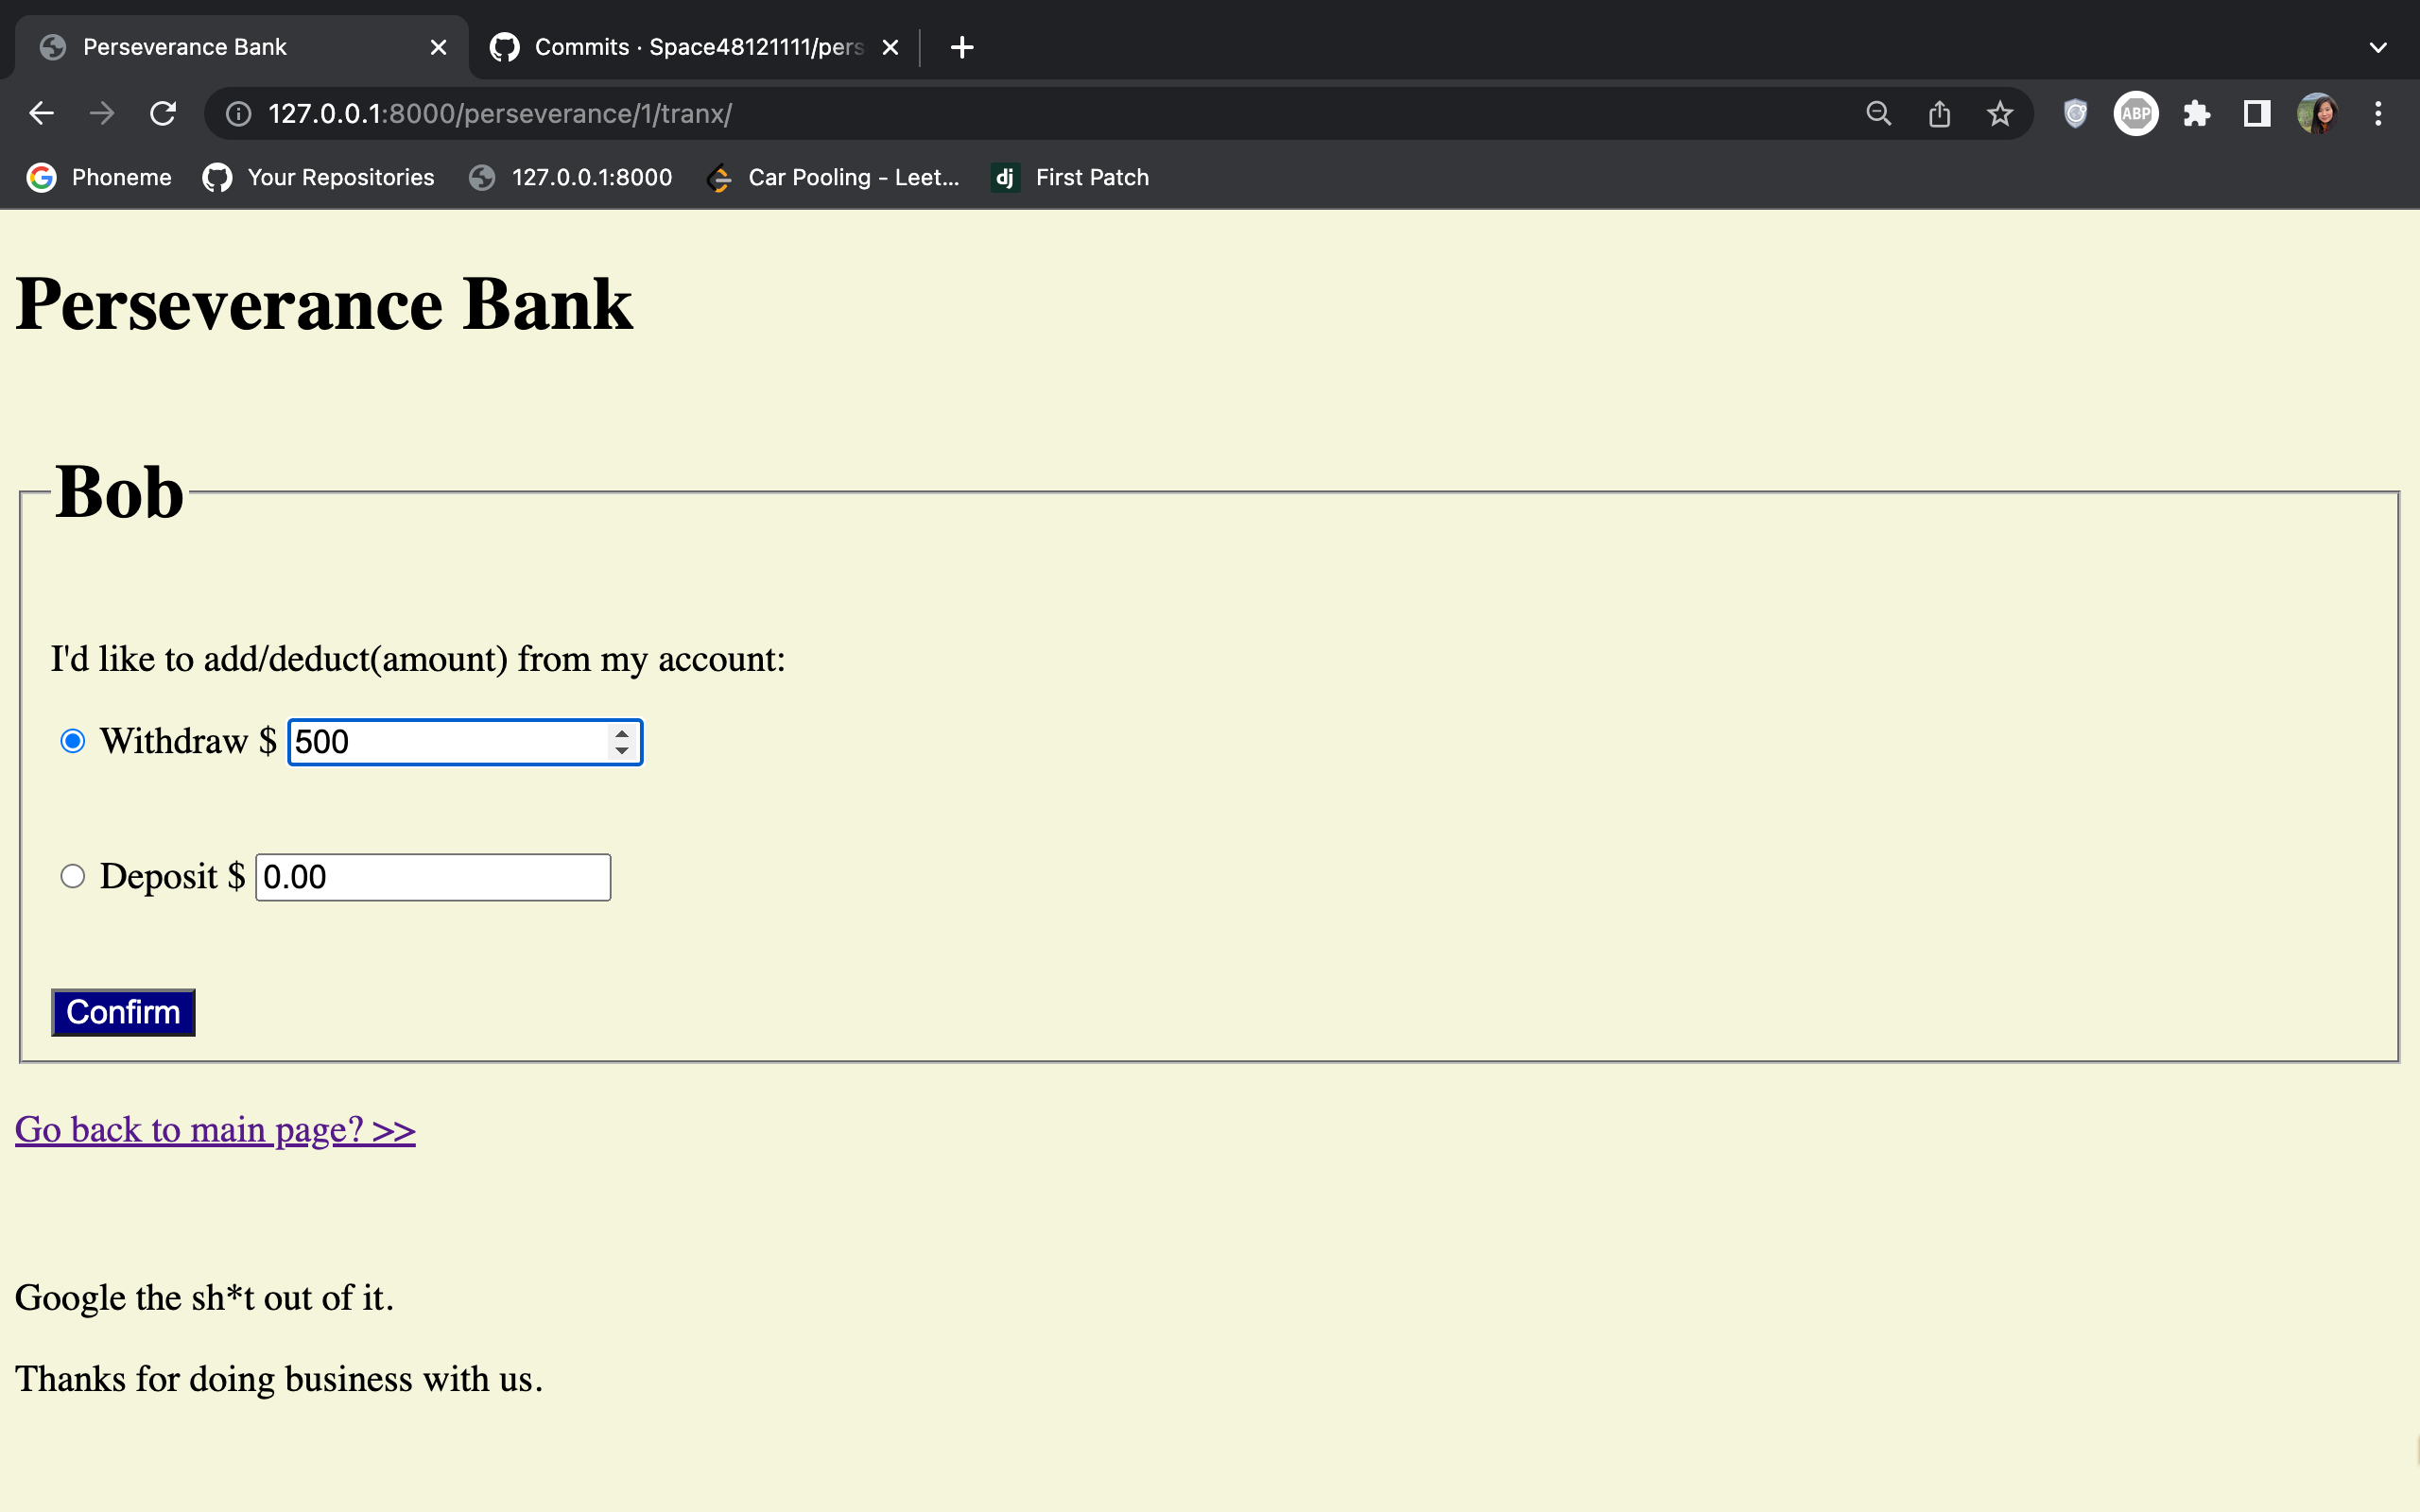 Perseverance Bank
Commits · Space48121111/pers
127.0.0.1:8000/perseverance/1/tranx/
ABP
Phoneme
Your Repositories
127.0.0.1:8000
Car Pooling - Leet...
dj First Patch
Perseverance Bank
Bob
I'd like to add/deduct(amount) from my account:
Withdraw $ 500
Deposit $ 0.00
Confirm
Go back to main page? >>
Google the sh*t out of it.
Thanks for doing business with us.